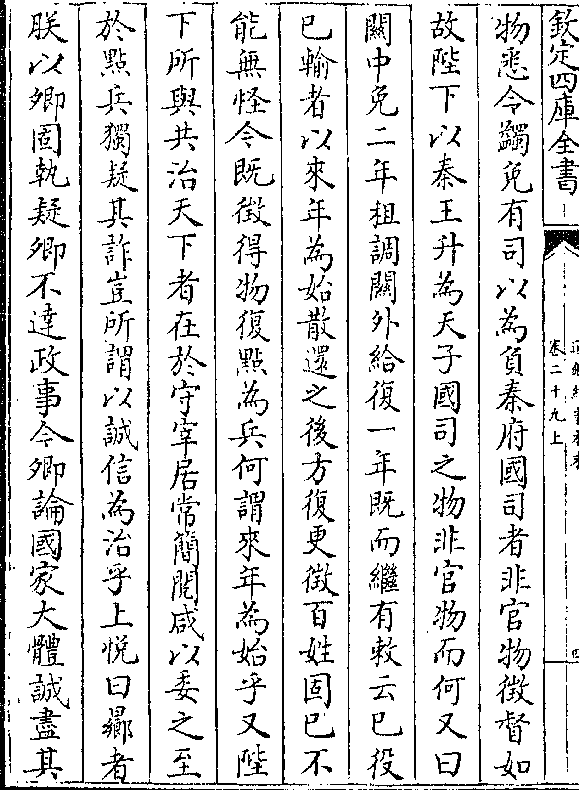 欽定四庫全書
卷二十九上
物悉令蠲免有司以為負秦府國司者非官物徵督如
故陛下以秦王升為天子國司之物非官物而何又曰
關中免二年租調關外給復一年既而繼有敕云已役
已輸者以來年為始散還之後方復更徵百姓固已不
能無怪今既徵得物復點為兵何謂來年為始乎又陛
下所與共治天下者在於守宰居常簡閱咸以委之至
於點兵獨疑其詐豈所謂以誠信為治乎上悅曰曏者
朕以卿固執疑卿不達政事今卿論國家大體誠盡其